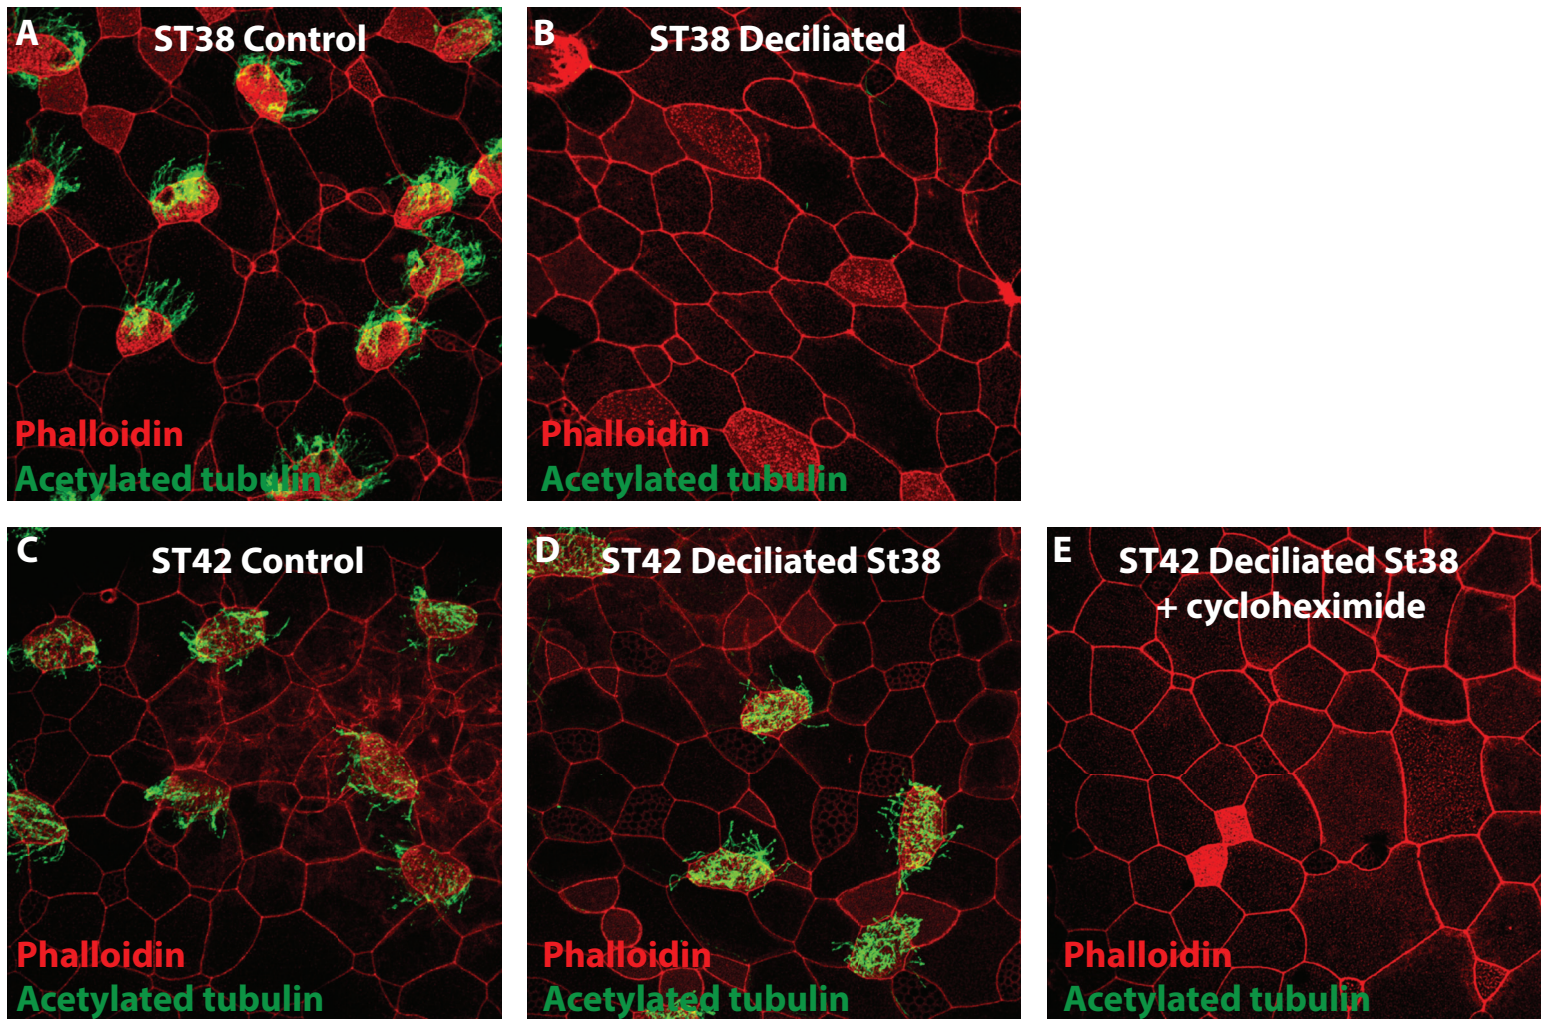 A
ST38 Control
Phalloidin
Acetylated tubulin
B
ST38 Deciliated
Phalloidin
Acetylated tubulin
C
ST42 Control
Phalloidin
Acetylated tubulin
D
ST42 Deciliated St38
Phalloidin
Acetylated tubulin
E
ST42 Deciliated St38
+ cycloheximide
Phalloidin
Acetylated tubulin